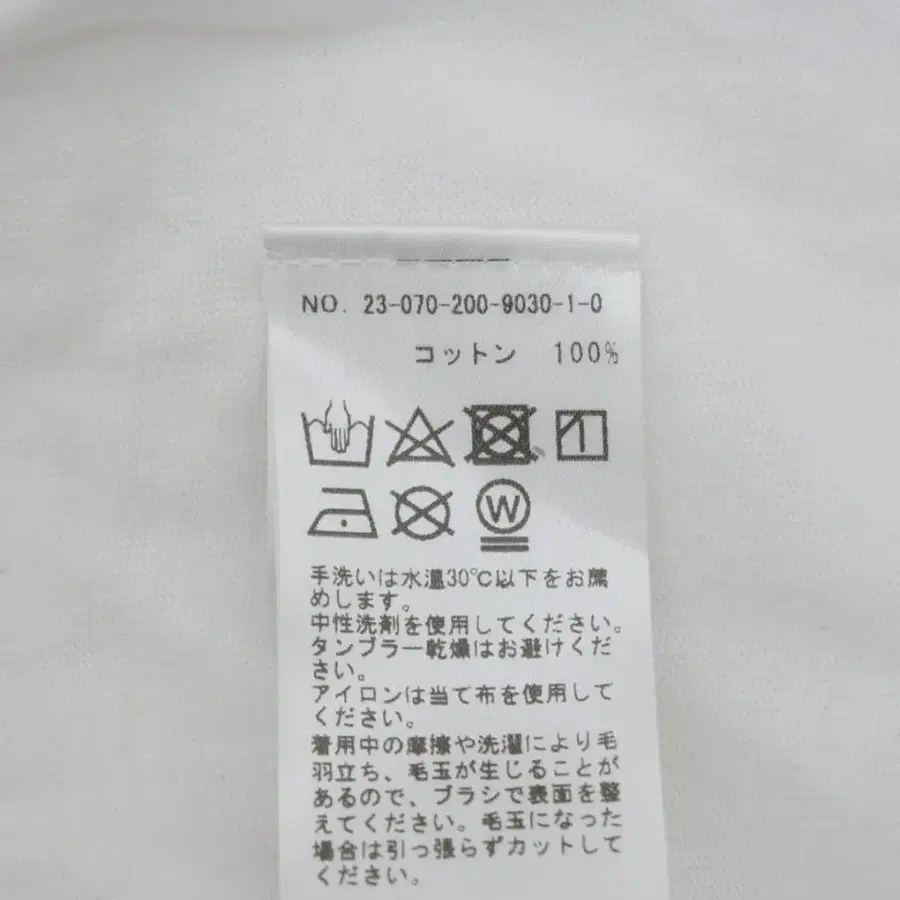 NO. 23-070-200-9030-1-0
コットン 100%
W
手洗いは水温30℃以下をお薦
めします。
中性洗剤を使用してください。
タンブラー乾燥はお避けくだ
さい。
アイロンは当て布を使用して
ください。
着用中の摩擦や洗濯により毛
羽立ち、毛玉が生じることが
あるので、ブラシで表面を整
えてください。毛玉になった
場合は引っ張らずカットして
ください。